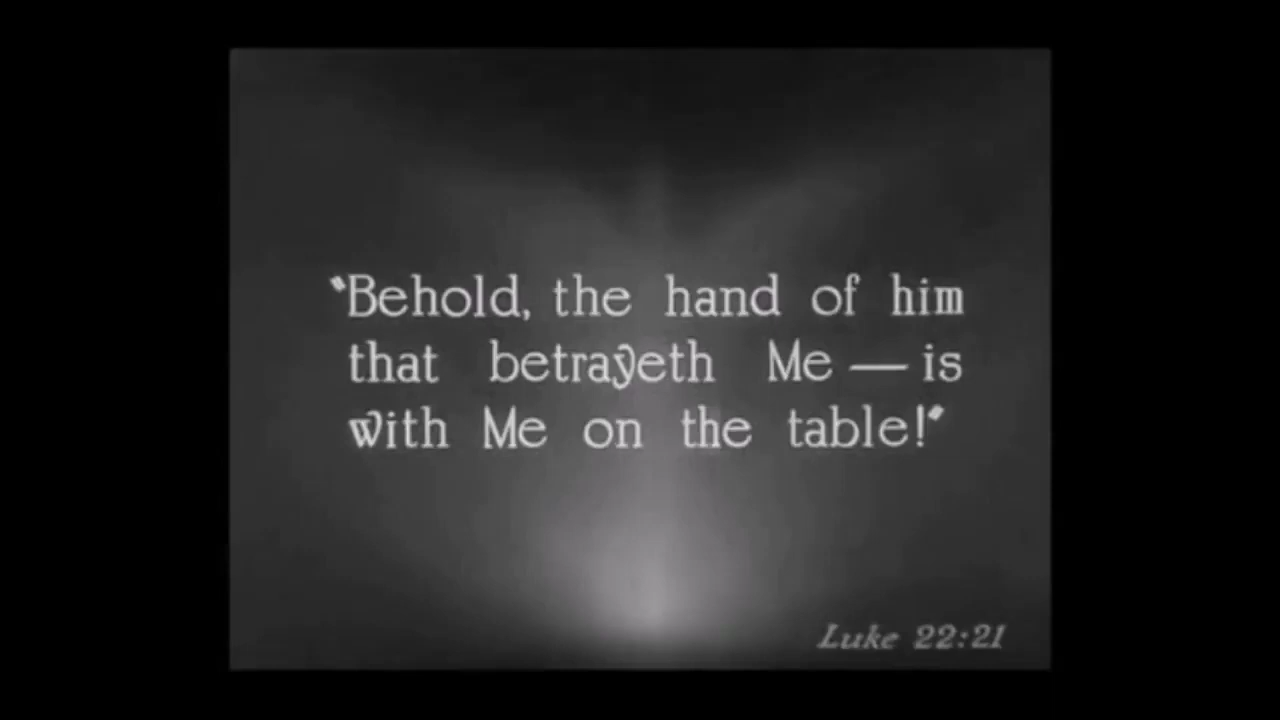 "Behold, the hand of him
that betrayeth Me — is
with Me on the table!"
Luke 22:21